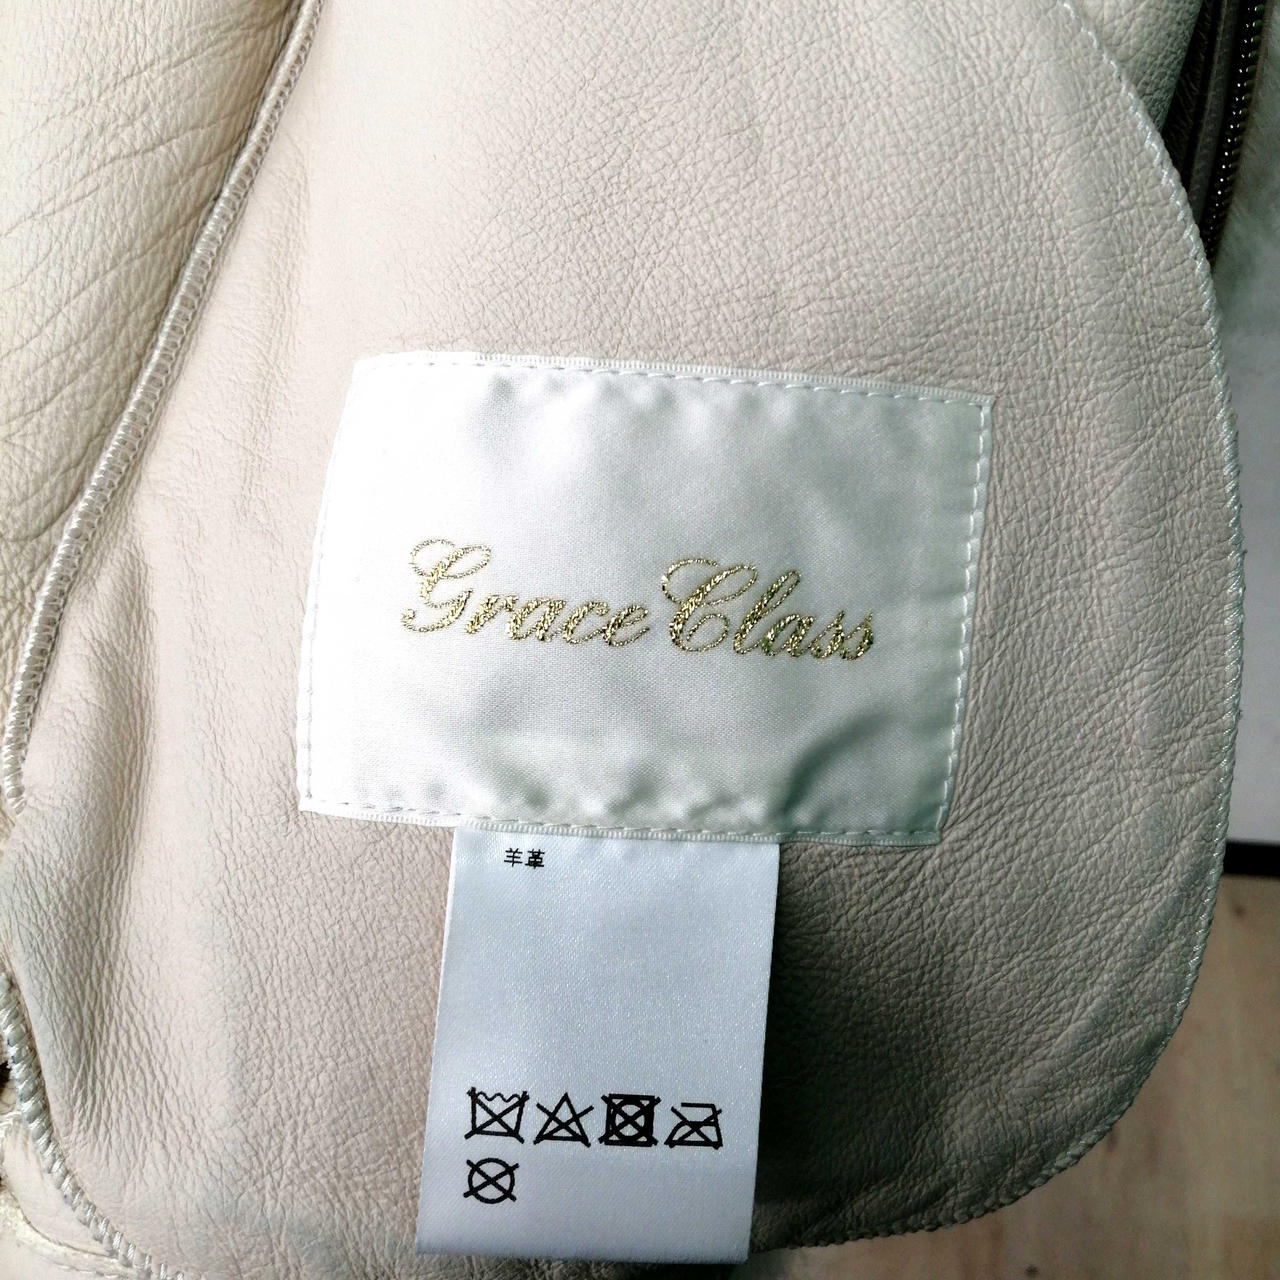 Grace Class
羊革